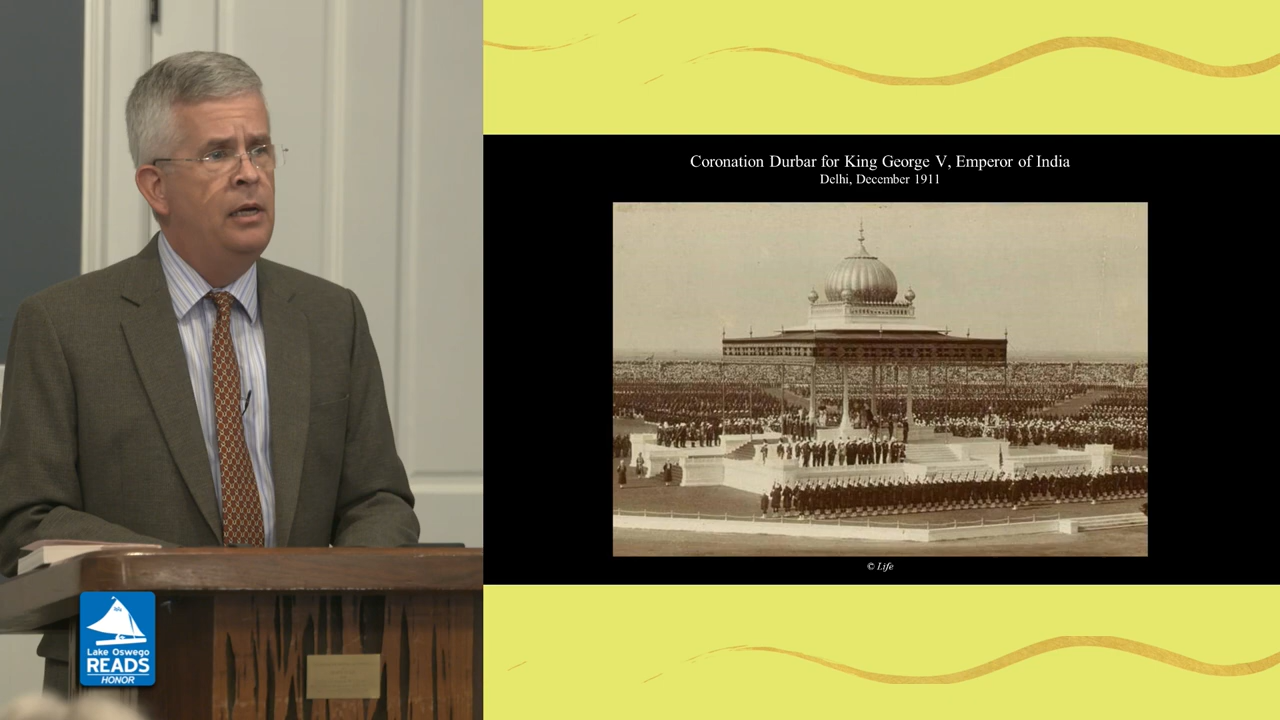 Coronation Durbar for King George V, Emperor of India
Delhi, December 1911
© Life
Lake Oswego
READS
HONOR